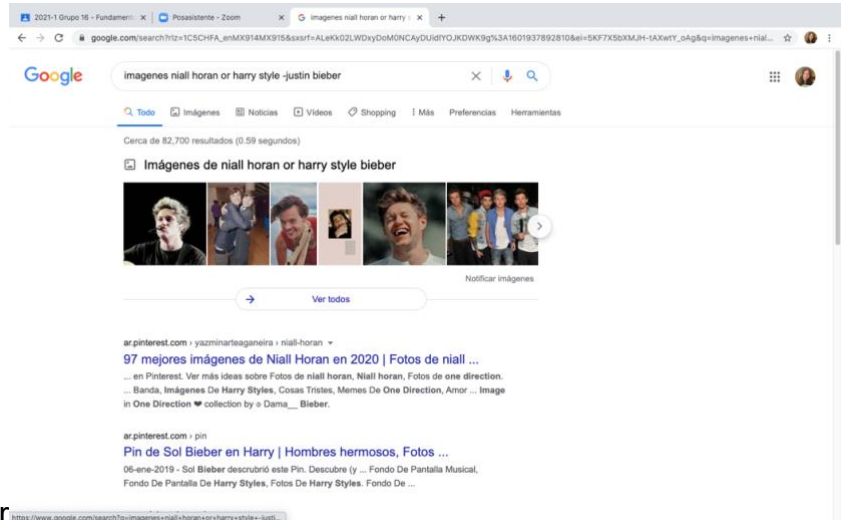 2021-1 Grupo 16 - Fundament
Posasistente - Zoom
imagenes niall horan or harry s
google.com/search?rlz=1C5CHFA_enMX914MX915&sxsrf=ALeKk02LWDxyDoM0NCAyDUidIYOJKDWK9g%3A1601937892810&ei=5KF7X5bXMJH-tAXwtY_oAg&q=imagenes+nial...
Google
imagenes niall horan or harry style -justin bieber
Todo
Imágenes
Noticias
Videos
Shopping
Más
Preferencias
Herramientas
Cerca de 82,700 resultados (0.59 segundos)
Imágenes de niall horan or harry style bieber
Notificar imágenes
Ver todos
ar.pinterest.com › yazminarteaganeira › niall-horan
97 mejores imágenes de Niall Horan en 2020 | Fotos de niall ...
... en Pinterest. Ver más ideas sobre Fotos de niall horan, Niall horan, Fotos de one direction.
... Banda, Imágenes De Harry Styles, Cosas Tristes, Memes De One Direction, Amor ... Image
in One Direction ❤ collection by ⍟ Dama__ Bieber.
ar.pinterest.com › pin
Pin de Sol Bieber en Harry | Hombres hermosos, Fotos ...
06-ene-2019 - Sol Bieber descrubrió este Pin. Descubre (y ... Fondo De Pantalla Musical,
Fondo De Pantalla De Harry Styles, Fotos De Harry Styles. Fondo De ...
https://www.google.com/search?q=imagenes+niall+horan+or+harry+style+-justi...